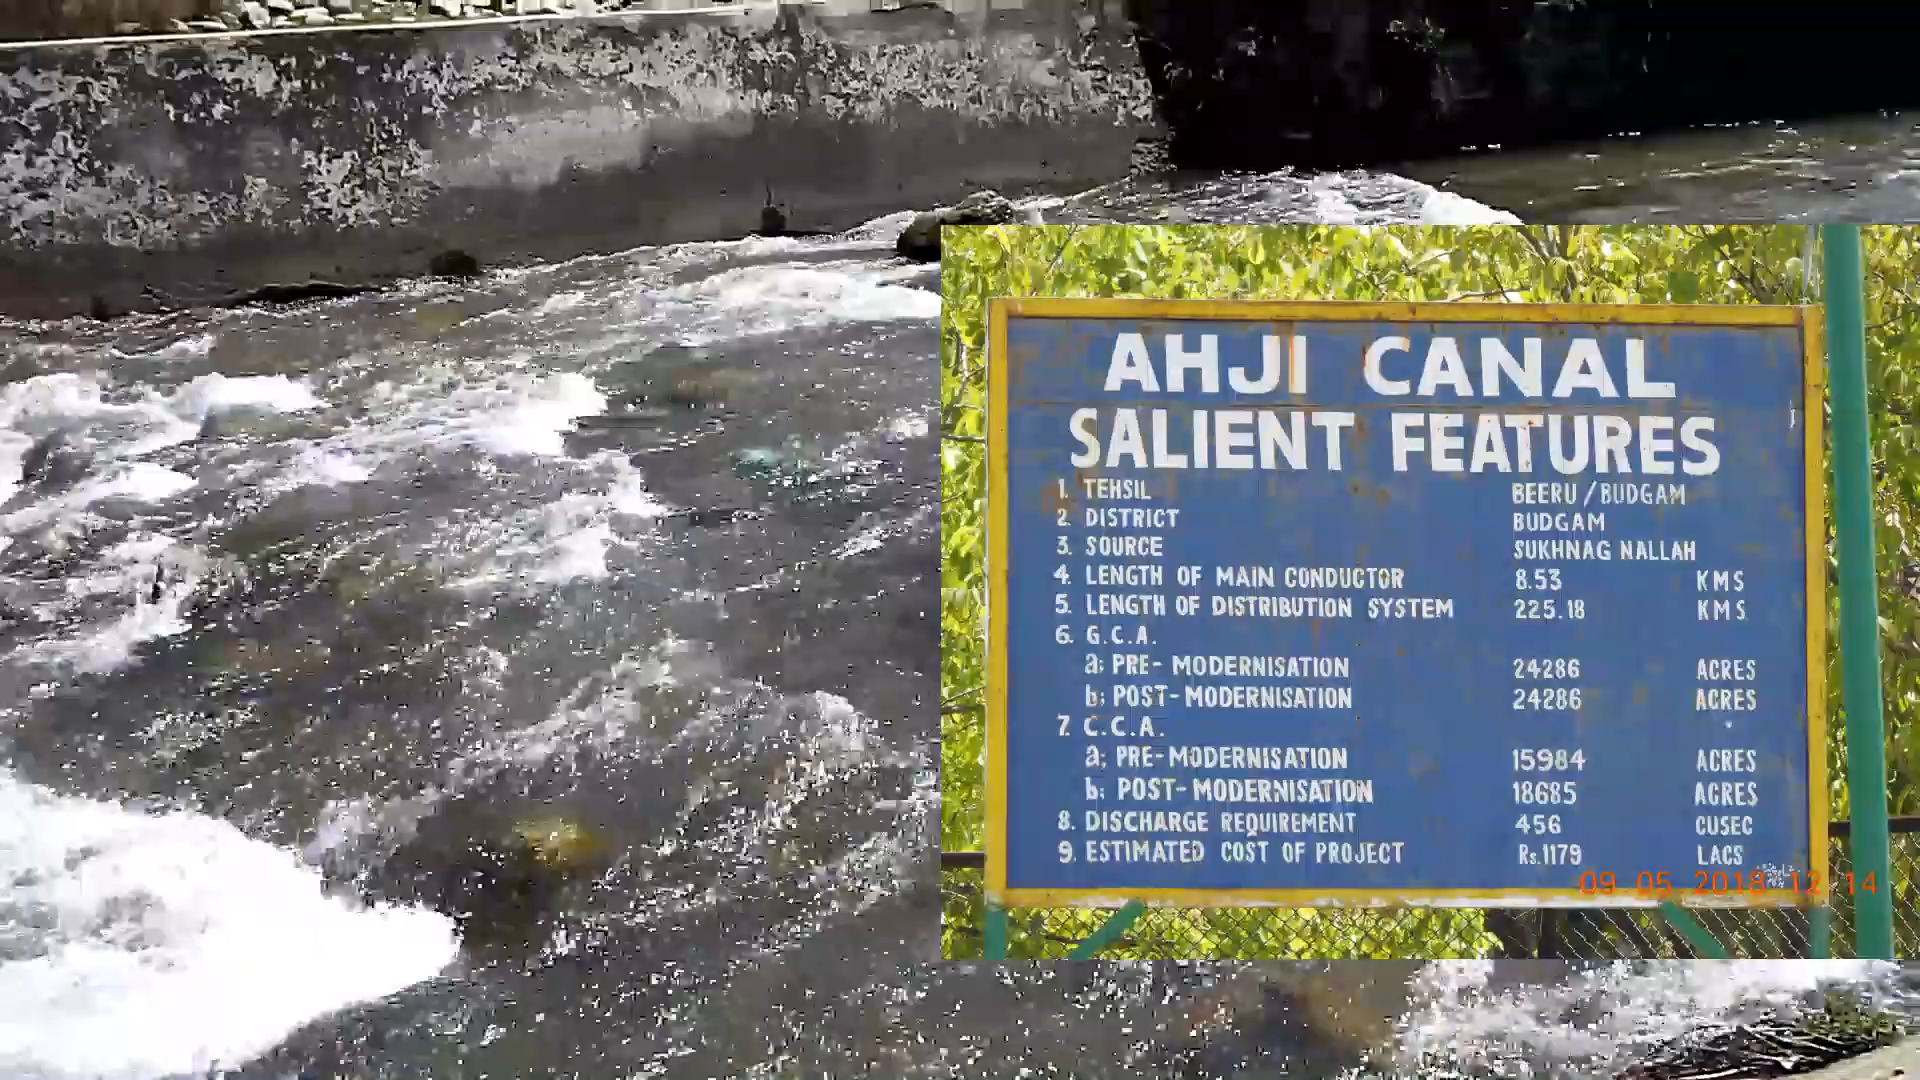 AHJI CANAL
SALIENT FEATURES
1. TEHSIL BEERU/BUDGAM
2. DISTRICT BUDGAM
3. SOURCE SUKHNAG NALLAH
4. LENGTH OF MAIN CONDUCTOR 8.53 KMS
5. LENGTH OF DISTRIBUTION SYSTEM 225.18 KMS
6. G.C.A.
a; PRE- MODERNISATION 24286 ACRES
b; POST-MODERNISATION 24286 ACRES
7. C.C.A.
a; PRE-MODERNISATION 15984 ACRES
b; POST-MODERNISATION 18685 ACRES
8. DISCHARGE REQUIREMENT 456 CUSEC
9. ESTIMATED COST OF PROJECT Rs.1179 LACS
09 05 2018 12 14